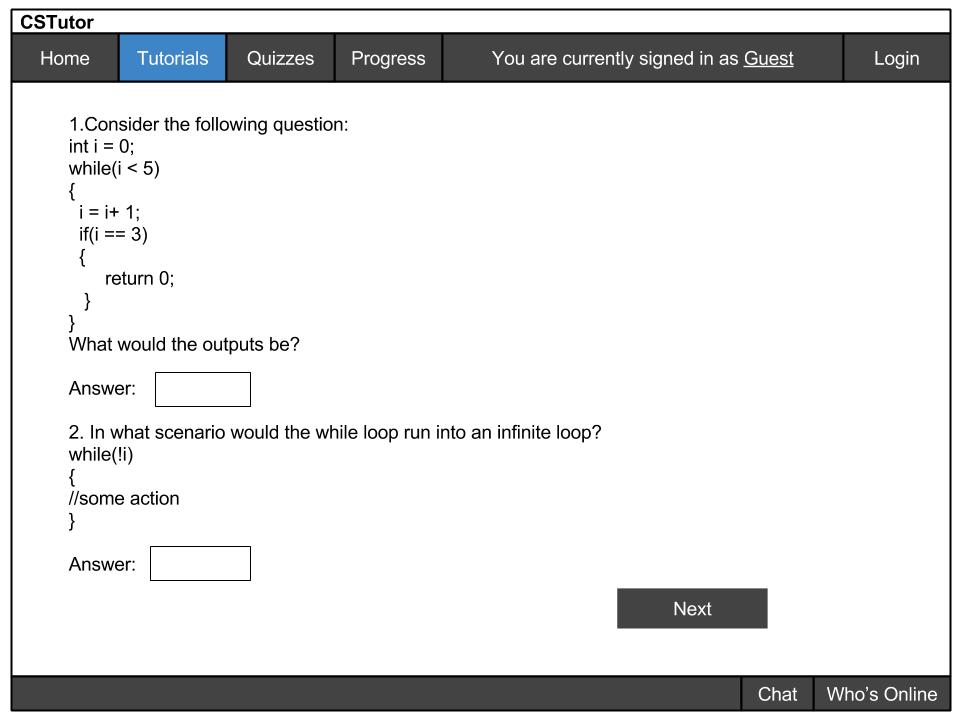 CSTutor
Home Tutorials Quizzes Progress You are currently signed in as Guest Login
1.Consider the following question:
int i = 0;
while(i < 5)
{
i = i+ 1;
if(i == 3)
{
return 0;
}
}
What would the outputs be?
Answer:
2. In what scenario would the while loop run into an infinite loop?
while(!i)
{
//some action
}
Answer:
Next
Chat Who’s Online